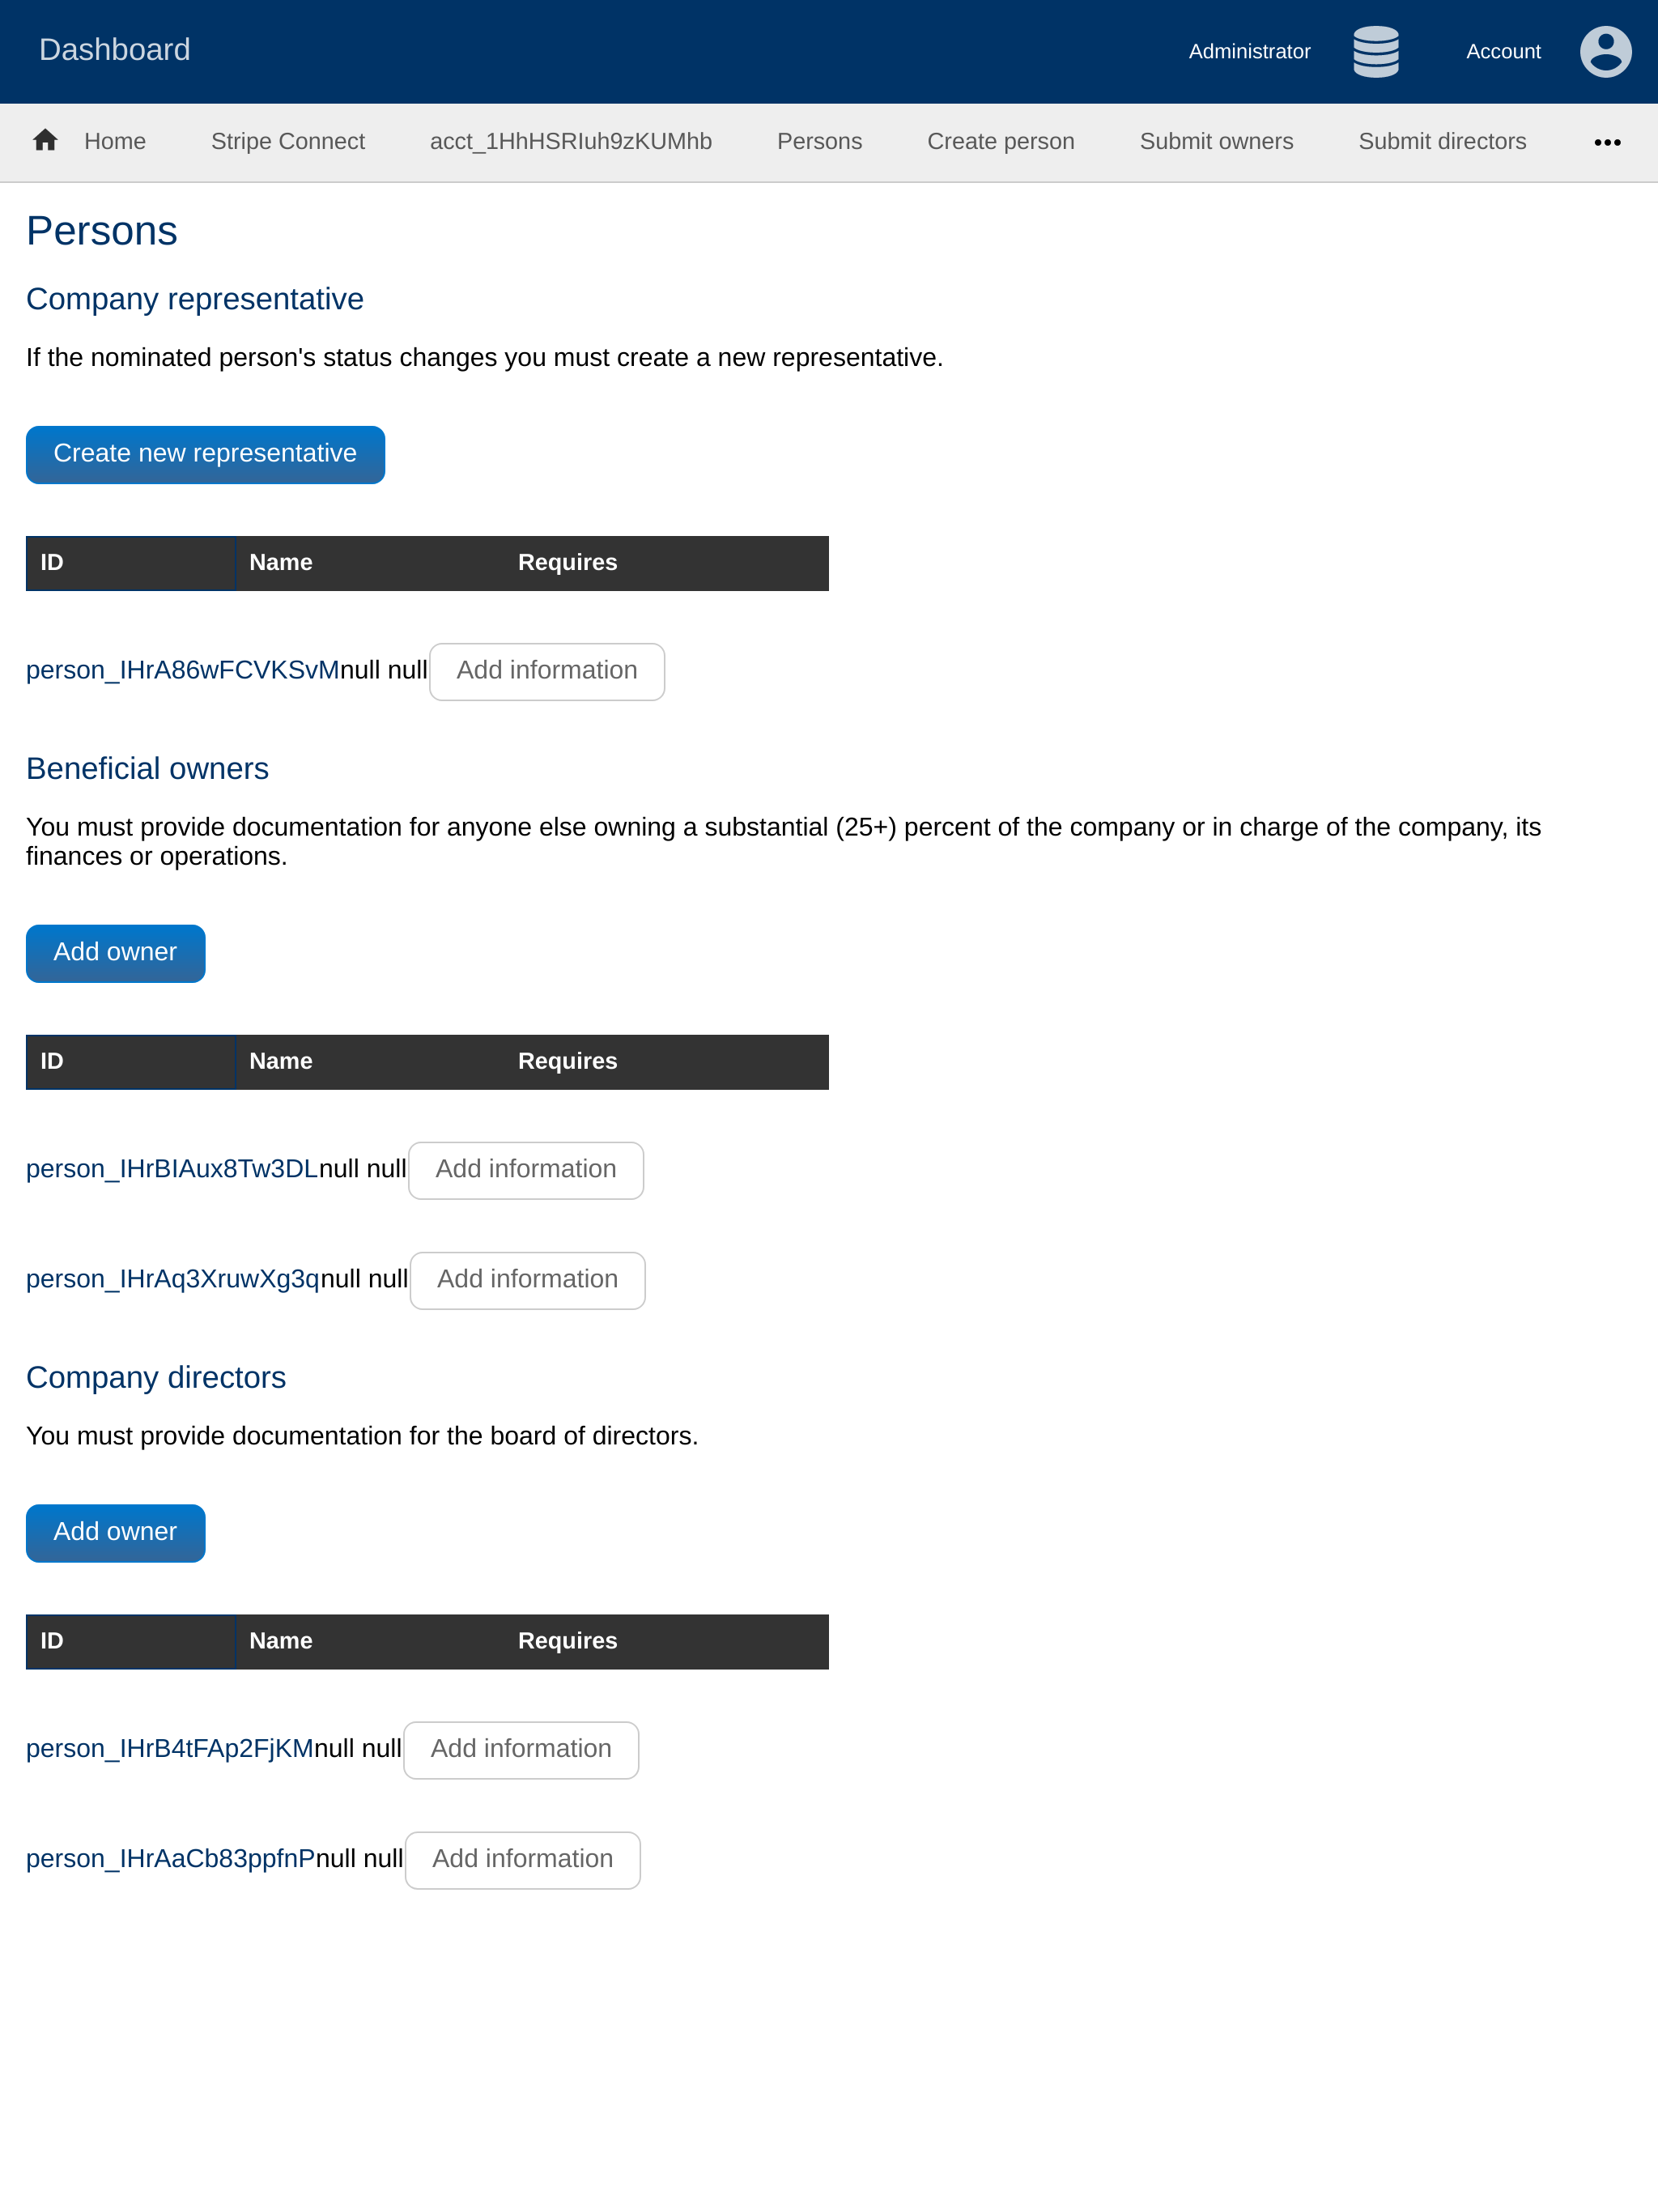 Dashboard
Administrator
Account
Home
Stripe Connect
acct_1HhHSRIuh9zKUMhb
Persons
Create person
Submit owners
Submit directors
Persons
Company representative
If the nominated person's status changes you must create a new representative.
Create new representative
ID Name Requires
person_IHrA86wFCVKSvMnull null Add information
Beneficial owners
You must provide documentation for anyone else owning a substantial (25+) percent of the company or in charge of the company, its
finances or operations.
Add owner
ID Name Requires
person_IHrBIAux8Tw3DLnull null Add information
person_IHrAq3XruwXg3qnull null Add information
Company directors
You must provide documentation for the board of directors.
Add owner
ID Name Requires
person_IHrB4tFAp2FjKMnull null Add information
person_IHrAaCb83ppfnPnull null Add information